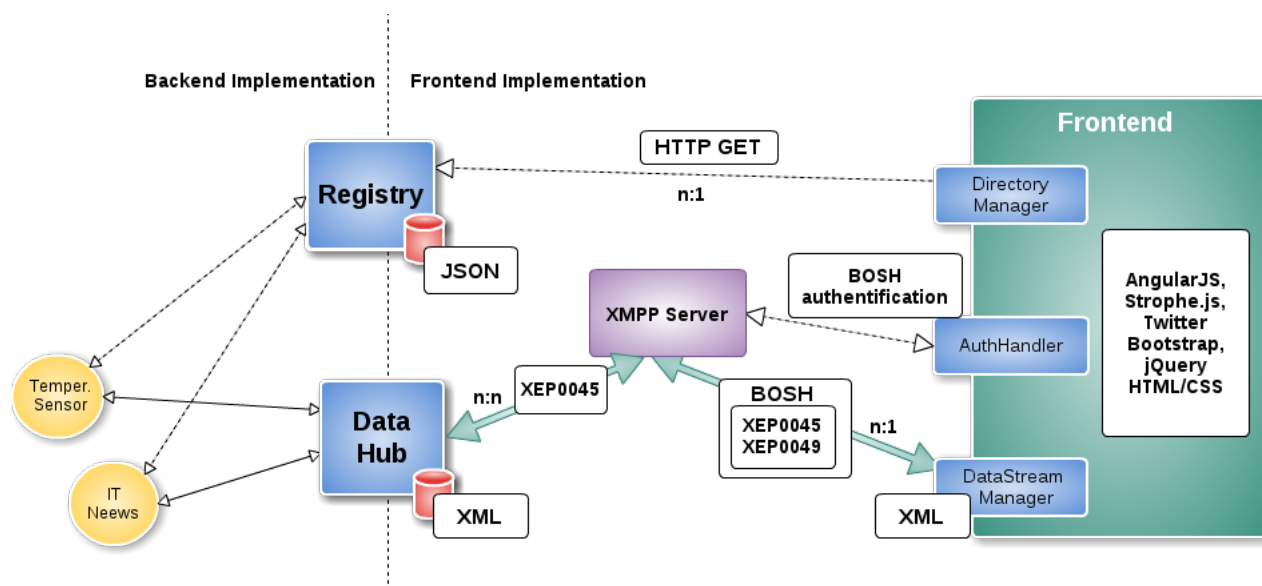 Backend Implementation
Frontend Implementation
Frontend
HTTP GET
n:1
Registry
JSON
Directory
Manager
BOSH
authentification
XMPP Server
AuthHandler
AngularJS,
Strophe.js,
Twitter
Bootstrap,
jQuery
HTML/CSS
Temper.
Sensor
Data
Hub
n:n
XEP0045
BOSH
XEP0045
XEP0049
n:1
DataStream
Manager
IT
Neews
XML
XML